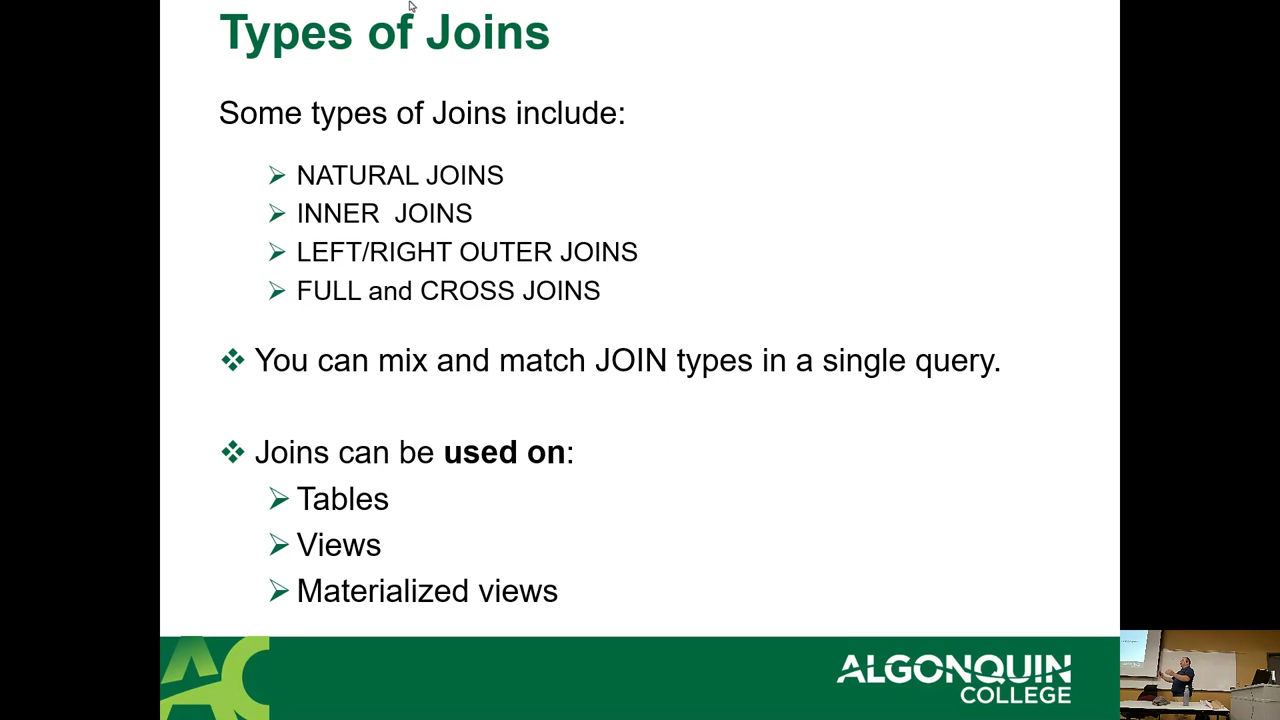 Types of Joins
Some types of Joins include:
NATURAL JOINS
INNER  JOINS
LEFT/RIGHT OUTER JOINS
FULL and CROSS JOINS
You can mix and match JOIN types in a single query.
Joins can be used on:
Tables
Views
Materialized views
AC
ALGONQUIN
COLLEGE